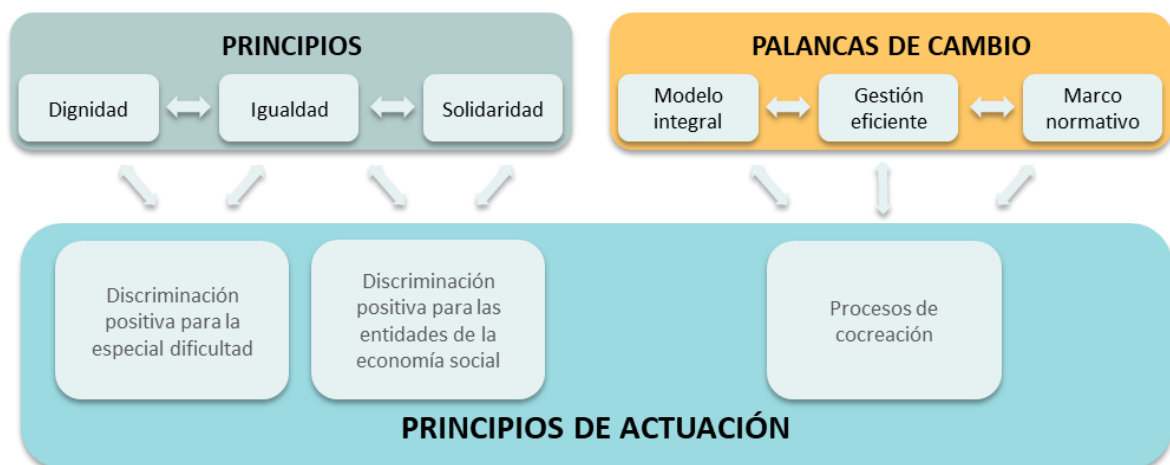 PRINCIPIOS
Dignidad
Igualdad
Solidaridad
PALANCAS DE CAMBIO
Modelo
integral
Gestión
eficiente
Marco
normativo
Discriminación
positiva para la
especial dificultad
Discriminación
positiva para las
entidades de la
economía social
Procesos de
cocreación
PRINCIPIOS DE ACTUACIÓN